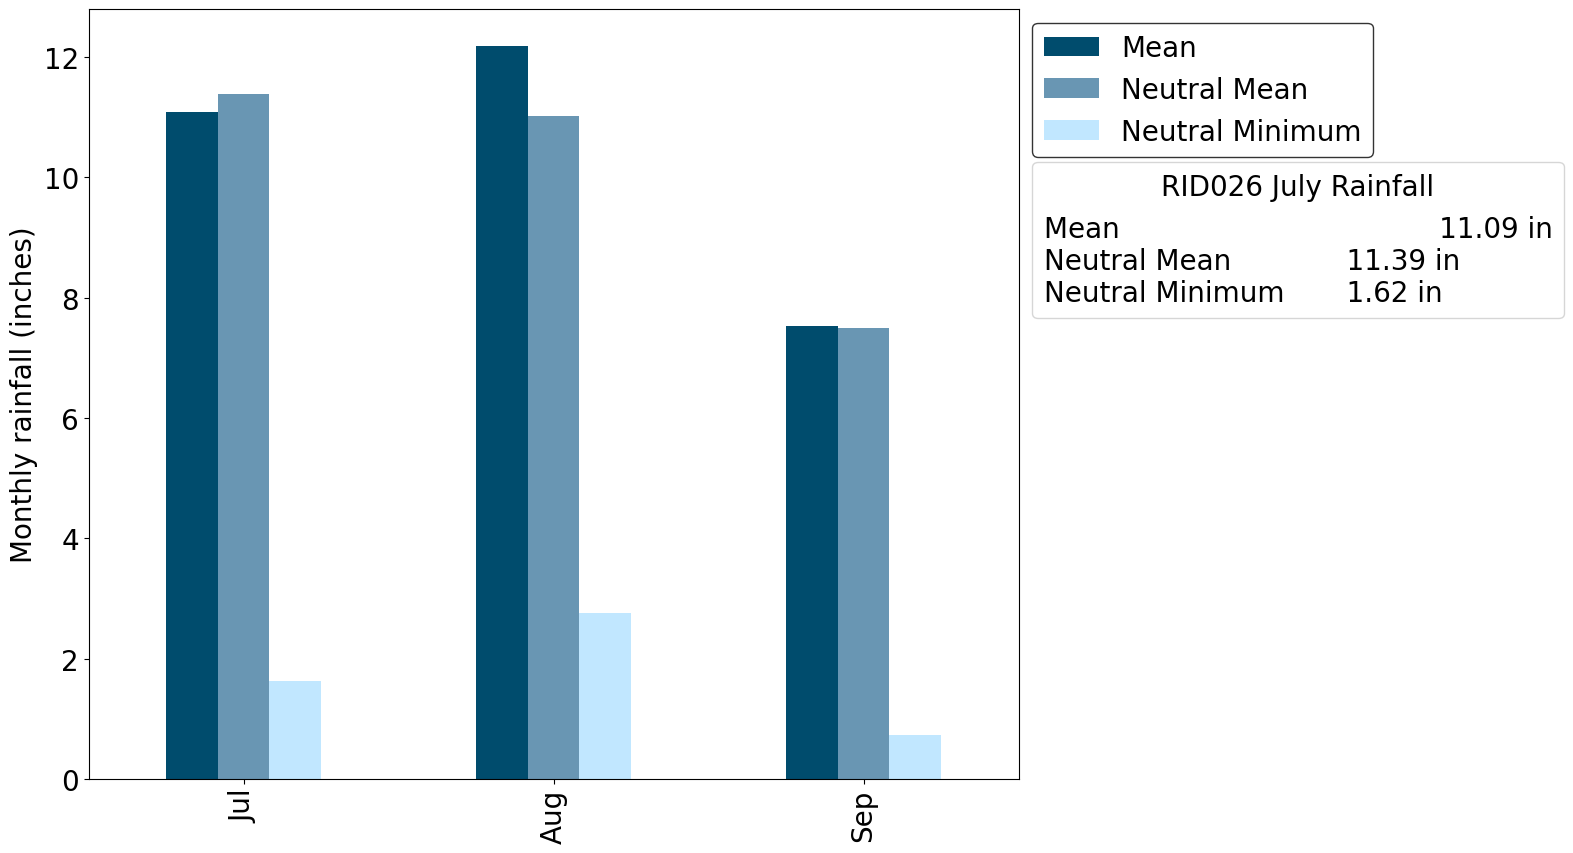 Monthly rainfall (inches)
12
10
8
6
4
2
0
Jul
Aug
Sep
Mean
Neutral Mean
Neutral Minimum
RID026 July Rainfall
Mean 11.09 in
Neutral Mean 11.39 in
Neutral Minimum 1.62 in